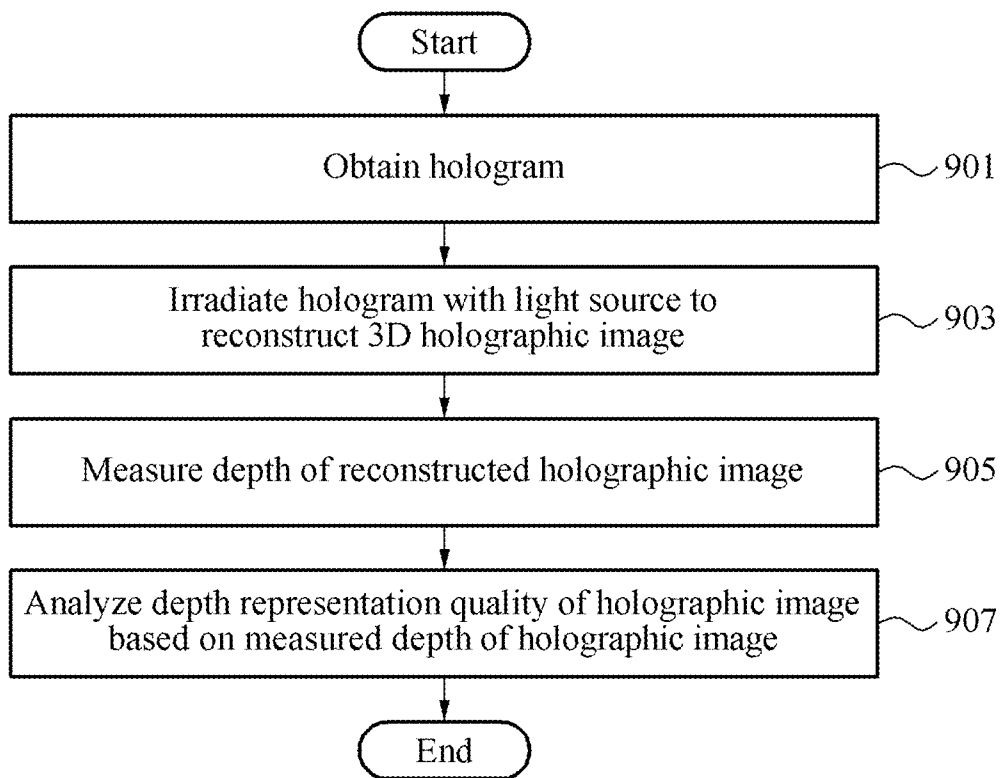 Start
Obtain hologram
901
Irradiate hologram with light source to
reconstruct 3D holographic image
903
Measure depth of reconstructed holographic image
905
Analyze depth representation quality of holographic image
based on measured depth of holographic image
907
End